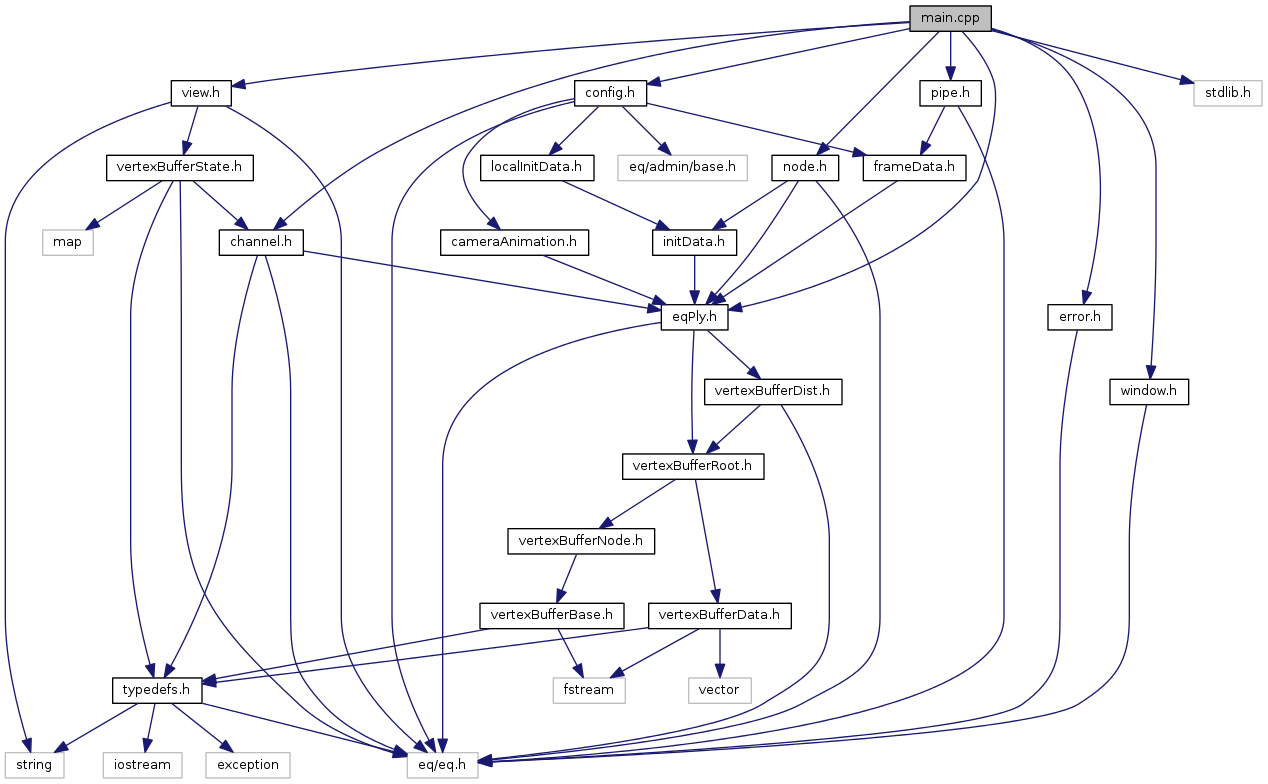 main.cpp
view.h
config.h
pipe.h
stdlib.h
vertexBufferState.h
localInitData.h
eq/admin/base.h
node.h
frameData.h
map
channel.h
cameraAnimation.h
initData.h
eqPly.h
error.h
vertexBufferDist.h
window.h
vertexBufferRoot.h
vertexBufferNode.h
vertexBufferBase.h
vertexBufferData.h
typedefs.h
fstream
vector
string
iostream
exception
eq/eq.h